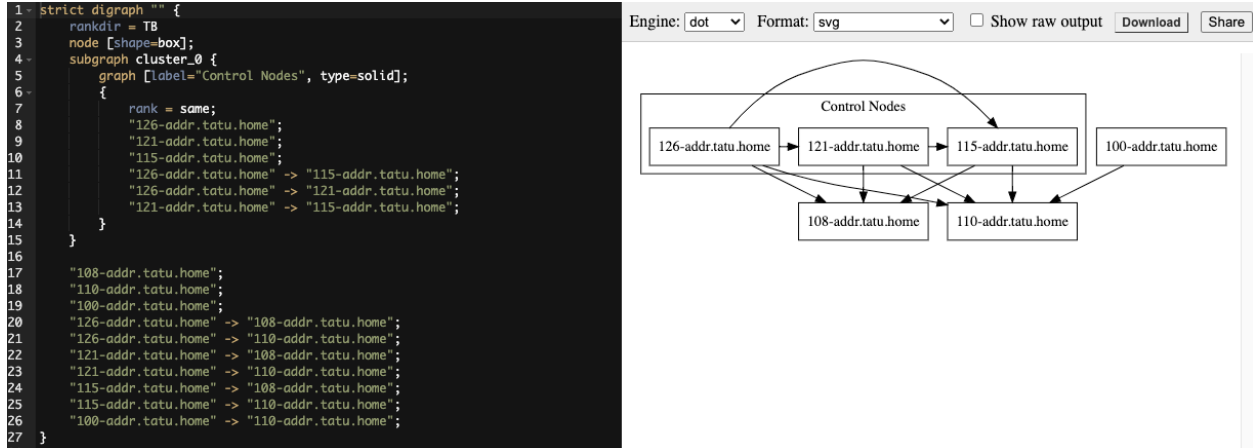 1 strict digraph "" {
2 rankdir = TB
3 node [shape=box];
4 subgraph cluster_0 {
5 graph [label="Control Nodes", type=solid];
6 {
7 rank = same;
8 "126-addr.tatu.home";
9 "121-addr.tatu.home";
10 "115-addr.tatu.home";
11 "126-addr.tatu.home" -> "115-addr.tatu.home";
12 "126-addr.tatu.home" -> "121-addr.tatu.home";
13 "121-addr.tatu.home" -> "115-addr.tatu.home";
14 }
15 }
16
17 "108-addr.tatu.home";
18 "110-addr.tatu.home";
19 "100-addr.tatu.home";
20 "126-addr.tatu.home" -> "108-addr.tatu.home";
21 "126-addr.tatu.home" -> "110-addr.tatu.home";
22 "121-addr.tatu.home" -> "108-addr.tatu.home";
23 "121-addr.tatu.home" -> "110-addr.tatu.home";
24 "115-addr.tatu.home" -> "108-addr.tatu.home";
25 "115-addr.tatu.home" -> "110-addr.tatu.home";
26 "100-addr.tatu.home" -> "110-addr.tatu.home";
27 }
Engine: dot Format: svg Show raw output Download Share
Control Nodes
126-addr.tatu.home 121-addr.tatu.home 115-addr.tatu.home 100-addr.tatu.home
108-addr.tatu.home 110-addr.tatu.home